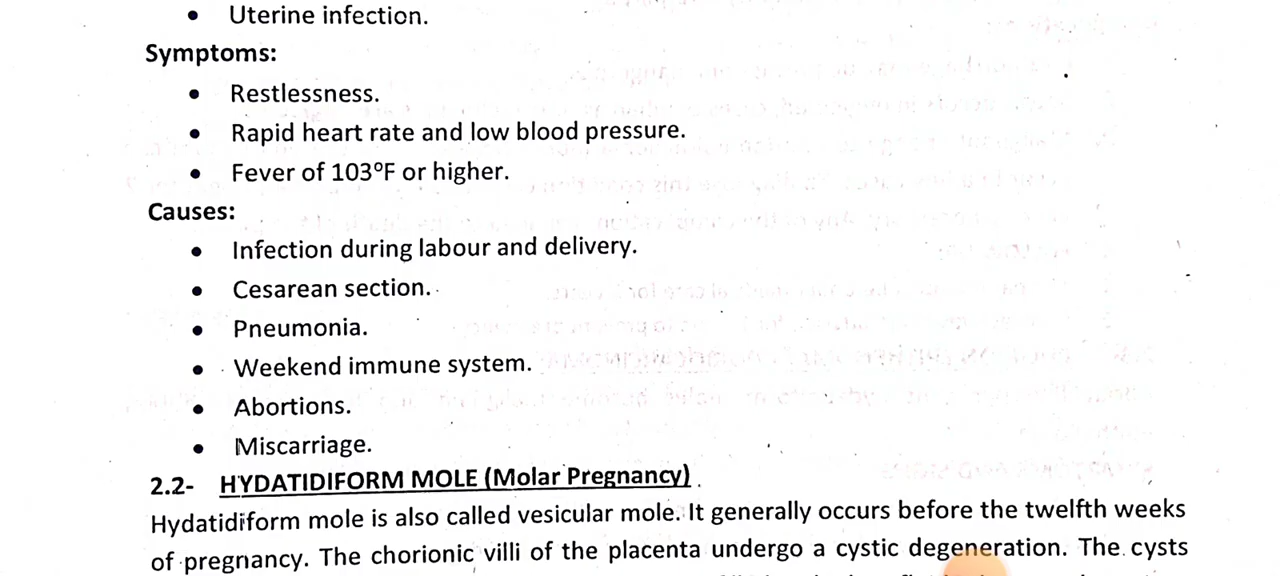 • Uterine infection.
Symptoms:
• Restlessness.
• Rapid heart rate and low blood pressure.
• Fever of 103ºF or higher.
Causes:
• Infection during labour and delivery.
• Cesarean section.
• Pneumonia.
• Weekend immune system.
• Abortions.
• Miscarriage.
2.2- HYDATIDIFORM MOLE (Molar Pregnancy)
Hydatidiform mole is also called vesicular mole. It generally occurs before the twelfth weeks
of pregnancy. The chorionic villi of the placenta undergo a cystic degeneration. The cysts